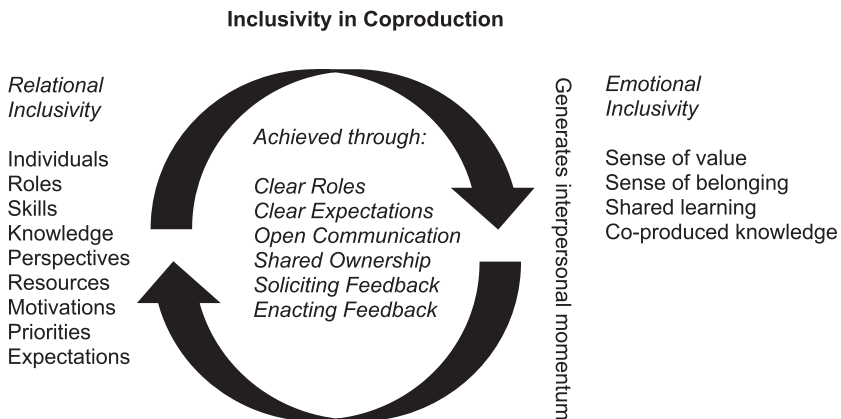 Inclusivity in Coproduction
Relational
Inclusivity
Individuals
Roles
Skills
Knowledge
Perspectives
Resources
Motivations
Priorities
Expectations
Achieved through:
Clear Roles
Clear Expectations
Open Communication
Shared Ownership
Soliciting Feedback
Enacting Feedback
Generates interpersonal momentum
Emotional
Inclusivity
Sense of value
Sense of belonging
Shared learning
Co-produced knowledge